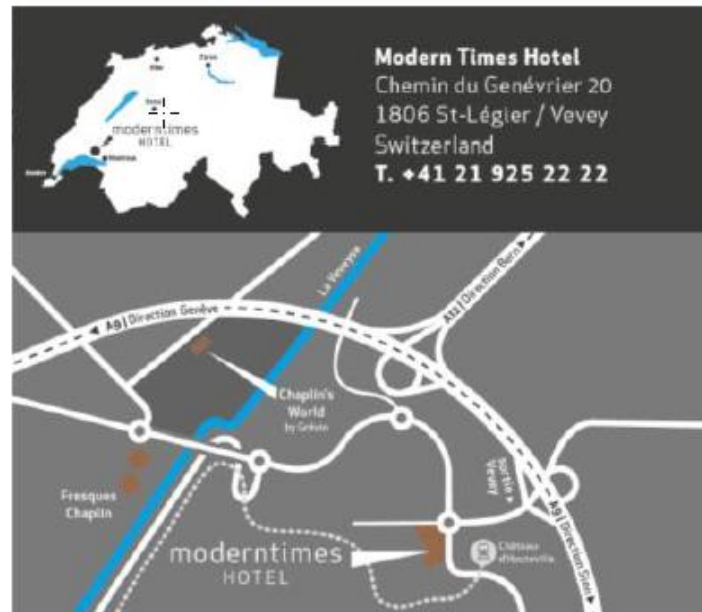 Modern Times Hotel
Chemin du Genévrier 20
1806 St-Légier / Vevey
Switzerland
T. +41 21 925 22 22
moderntimes
HOTEL
La Veveyse
A9 | Direction Genève
A12 | Direction Bern
Chaplin's
World
by Grévin
Fresques
Chaplin
Sortie
Vevey
moderntimes
HOTEL
Château
d'Hauteville
A9 | Direction Sion